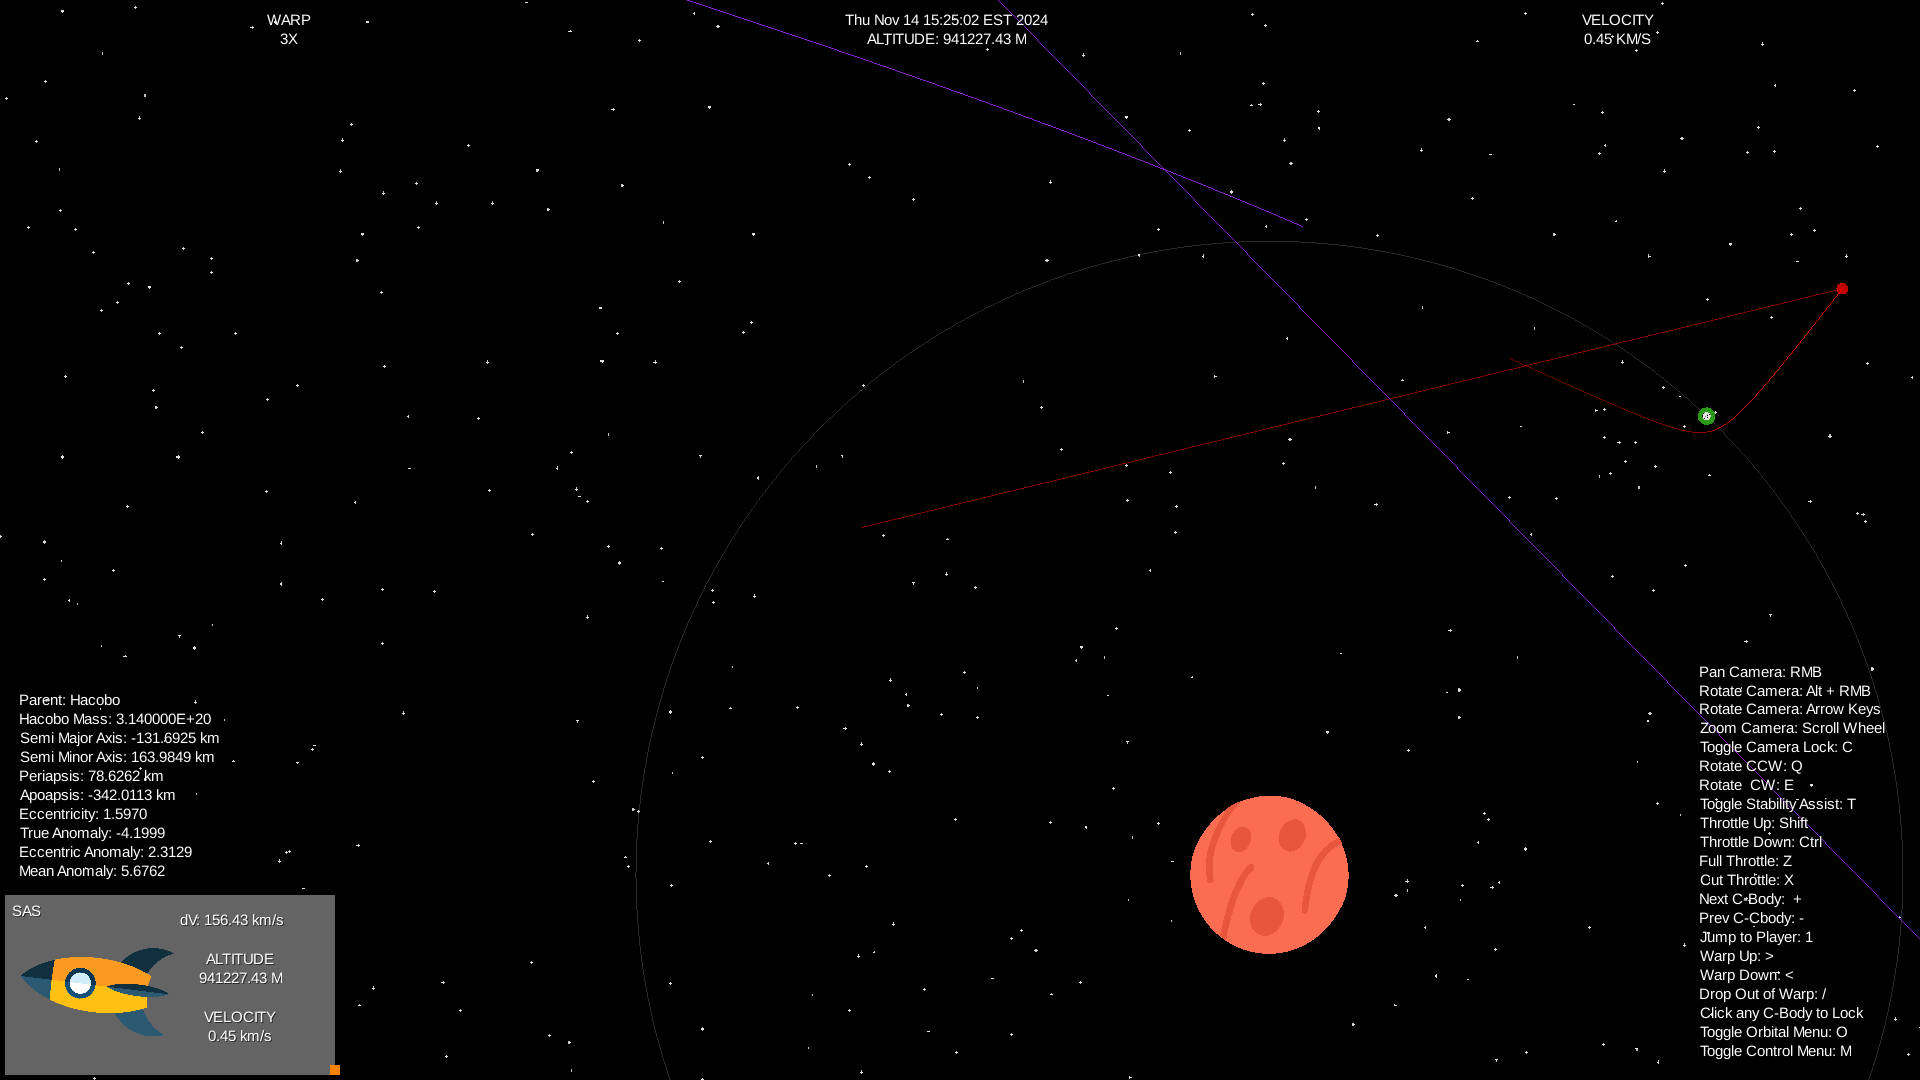 WARP
3X
Thu Nov 14 15:25:02 EST 2024
ALTITUDE: 941227.43 M
VELOCITY
0.45 KM/S
Parent: Hacobo
Hacobo Mass: 3.140000E+20
Semi Major Axis: -131.6925 km
Semi Minor Axis: 163.9849 km
Periapsis: 78.6262 km
Apoapsis: -342.0113 km
Eccentricity: 1.5970
True Anomaly: -4.1999
Eccentric Anomaly: 2.3129
Mean Anomaly: 5.6762
SAS
dV: 156.43 km/s
ALTITUDE
941227.43 M
VELOCITY
0.45 km/s
Pan Camera: RMB
Rotate Camera: Alt + RMB
Rotate Camera: Arrow Keys
Zoom Camera: Scroll Wheel
Toggle Camera Lock: C
Rotate CCW: Q
Rotate  CW: E
Toggle Stability Assist: T
Throttle Up: Shift
Throttle Down: Ctrl
Full Throttle: Z
Cut Throttle: X
Next C-Body:  +
Prev C-Cbody: -
Jump to Player: 1
Warp Up: >
Warp Down: <
Drop Out of Warp: /
Click any C-Body to Lock
Toggle Orbital Menu: O
Toggle Control Menu: M